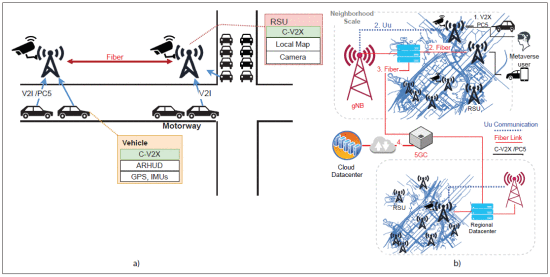 RSU
C-V2X
Local Map
Camera
Fiber
V2I /PC5
V2I
Motorway
Vehicle
C-V2X
ARHUD
GPS, IMUs
a)
Neighborhood
Scale
1. V2X
PC5
2. Uu
2. Fiber
3. Fiber
gNB
RSU
Metaverse
user
Uu Communication
Fiber Link
C-V2X /PC5
4.
5GC
Cloud
Datacenter
RSU
Regional
Datacenter
b)